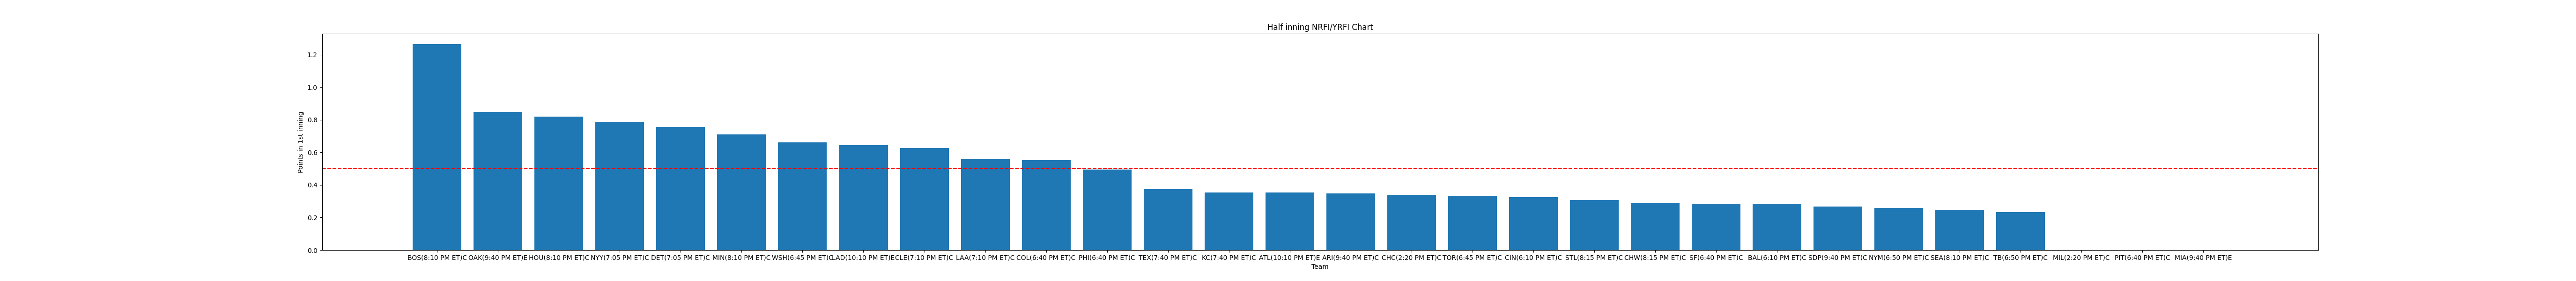 Half inning NRFI/YRFI Chart
Points in 1st inning
1.2
1.0
0.8
0.6
0.4
0.2
0.0
BOS(8:10 PM ET)C OAK(9:40 PM ET)E HOU(8:10 PM ET)C NYY(7:05 PM ET)C DET(7:05 PM ET)C MIN(8:10 PM ET)C WSH(6:45 PM ET)C LAD(10:10 PM ET)E CLE(7:10 PM ET)C LAA(7:10 PM ET)C COL(6:40 PM ET)C PHI(6:40 PM ET)C TEX(7:40 PM ET)C KC(7:40 PM ET)C ATL(10:10 PM ET)E ARI(9:40 PM ET)C CHC(2:20 PM ET)C TOR(6:45 PM ET)C CIN(6:10 PM ET)C STL(8:15 PM ET)C CHW(8:15 PM ET)C SF(6:40 PM ET)C BAL(6:10 PM ET)C SDP(9:40 PM ET)C NYM(6:50 PM ET)C SEA(8:10 PM ET)C TB(6:50 PM ET)C MIL(2:20 PM ET)C PIT(6:40 PM ET)C MIA(9:40 PM ET)E
Team